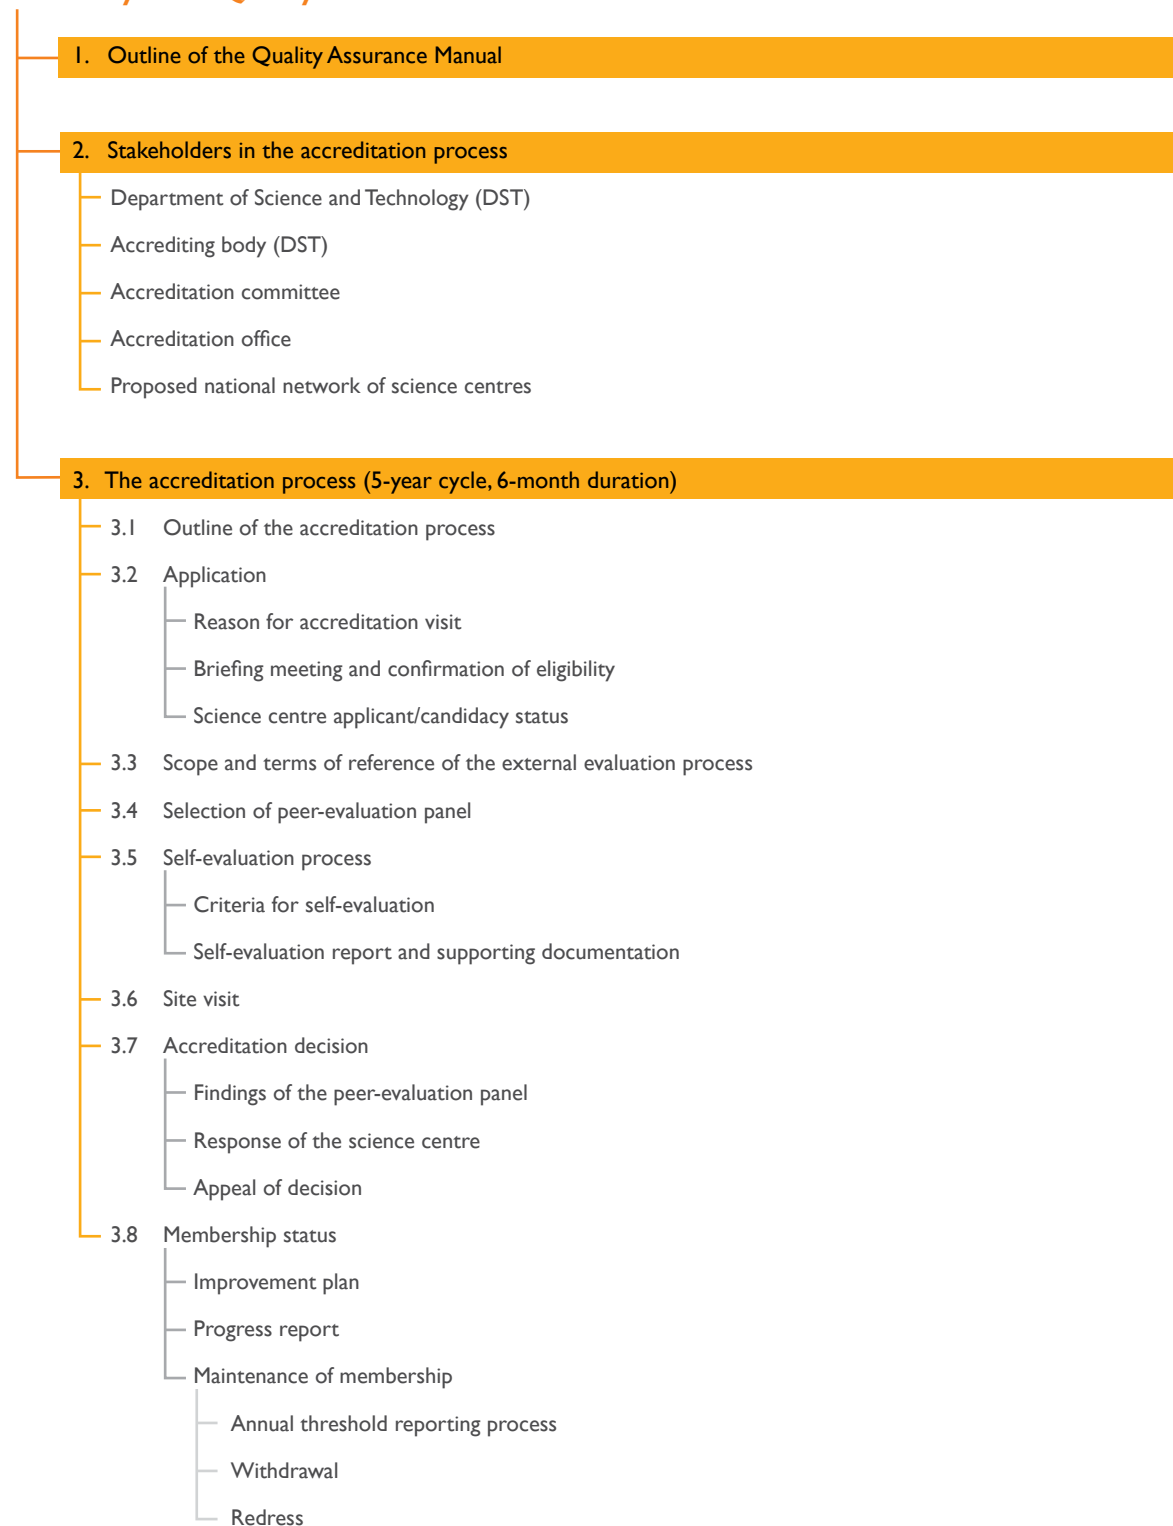 1. Outline of the Quality Assurance Manual
2. Stakeholders in the accreditation process
Department of Science and Technology (DST)
Accrediting body (DST)
Accreditation committee
Accreditation office
Proposed national network of science centres
3. The accreditation process (5-year cycle, 6-month duration)
3.1 Outline of the accreditation process
3.2 Application
Reason for accreditation visit
Briefing meeting and confirmation of eligibility
Science centre applicant/candidacy status
3.3 Scope and terms of reference of the external evaluation process
3.4 Selection of peer-evaluation panel
3.5 Self-evaluation process
Criteria for self-evaluation
Self-evaluation report and supporting documentation
3.6 Site visit
3.7 Accreditation decision
Findings of the peer-evaluation panel
Response of the science centre
Appeal of decision
3.8 Membership status
Improvement plan
Progress report
Maintenance of membership
Annual threshold reporting process
Withdrawal
Redress